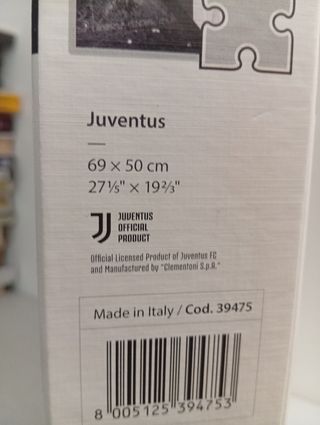 Juventus
69 × 50 cm
27⅕" × 19⅔"
JUVENTUS
OFFICIAL
PRODUCT
Official Licensed Product of Juventus FC
and Manufactured by "Clementoni S.p.A."
Made in Italy / Cod. 39475
8 005125 394753